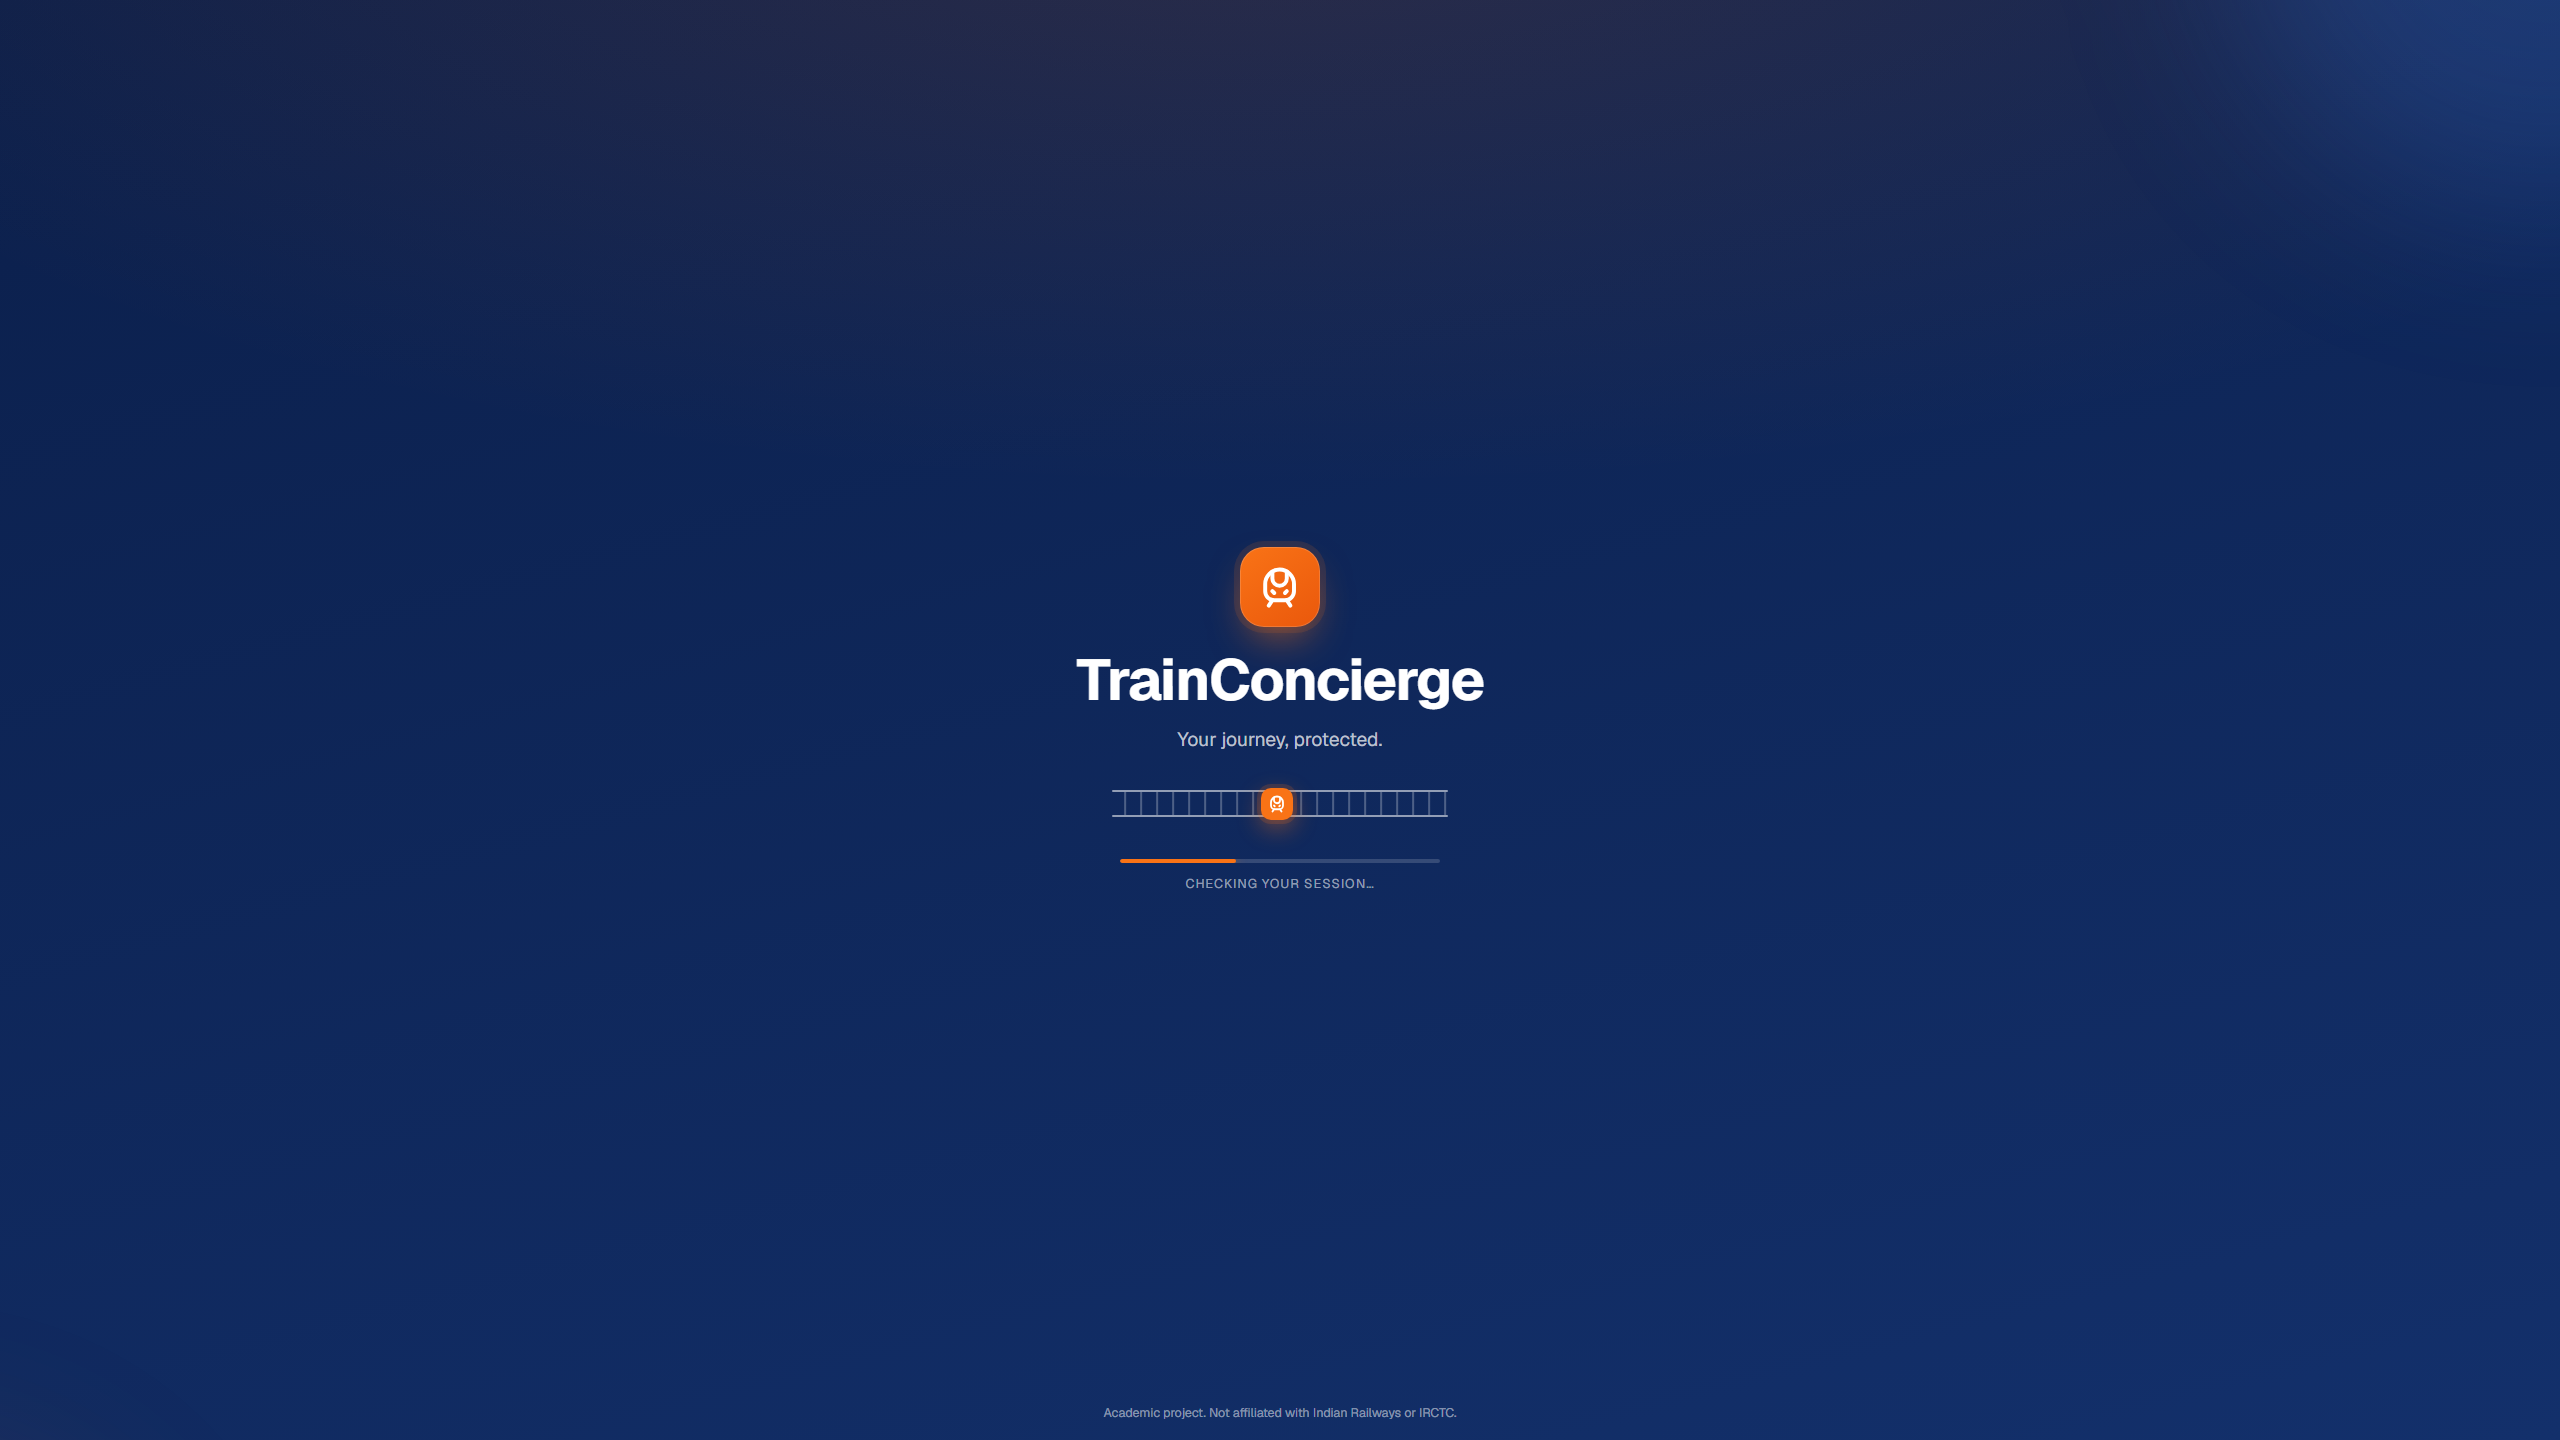 TrainConcierge
Your journey, protected.
CHECKING YOUR SESSION…
Academic project. Not affiliated with Indian Railways or IRCTC.